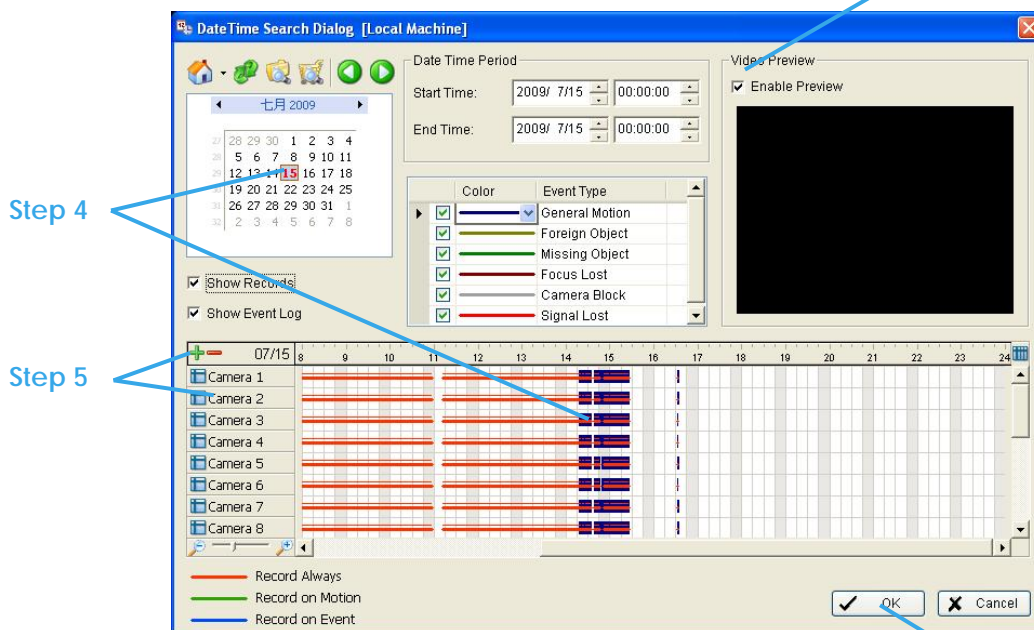 DateTime Search Dialog [Local Machine]
Date Time Period
Start Time: 2009/ 7/15 00:00:00
End Time: 2009/ 7/15 00:00:00
Video Preview
Enable Preview
七月 2009
27 28 29 30 1 2 3 4
28 5 6 7 8 9 10 11
29 12 13 14 15 16 17 18
30 19 20 21 22 23 24 25
31 26 27 28 29 30 31 1
32 2 3 4 5 6 7 8
Color Event Type
General Motion
Foreign Object
Missing Object
Focus Lost
Camera Block
Signal Lost
Step 4
Show Records
Show Event Log
Step 5
07/15 8 9 10 11 12 13 14 15 16 17 18 19 20 21 22 23 24
Camera 1
Camera 2
Camera 3
Camera 4
Camera 5
Camera 6
Camera 7
Camera 8
Record Always
Record on Motion
Record on Event
OK Cancel